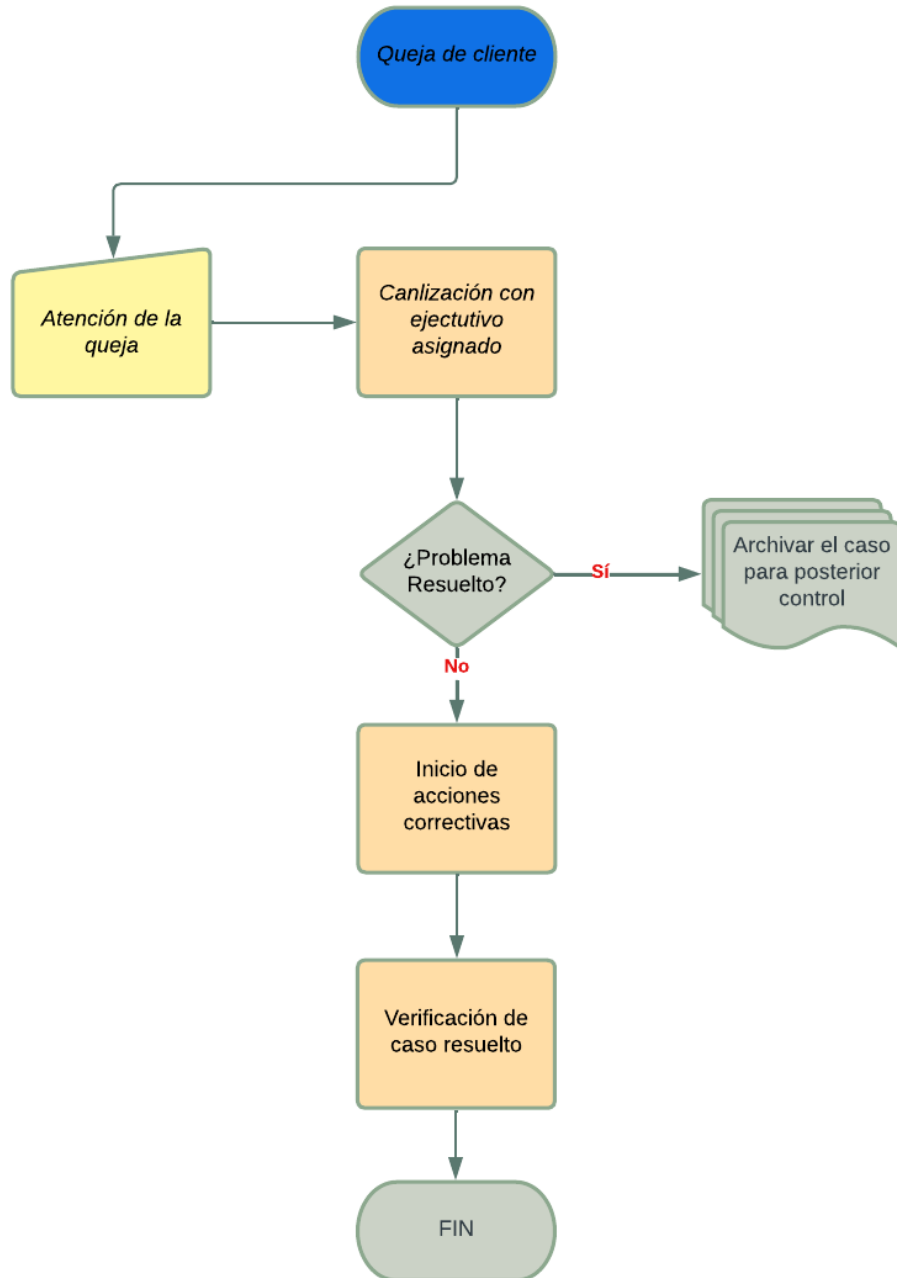 Queja de cliente
Atención de la
queja
Canlización con
ejectutivo
asignado
¿Problema
Resuelto?
Sí
Archivar el caso
para posterior
control
No
Inicio de
acciones
correctivas
Verificación de
caso resuelto
FIN